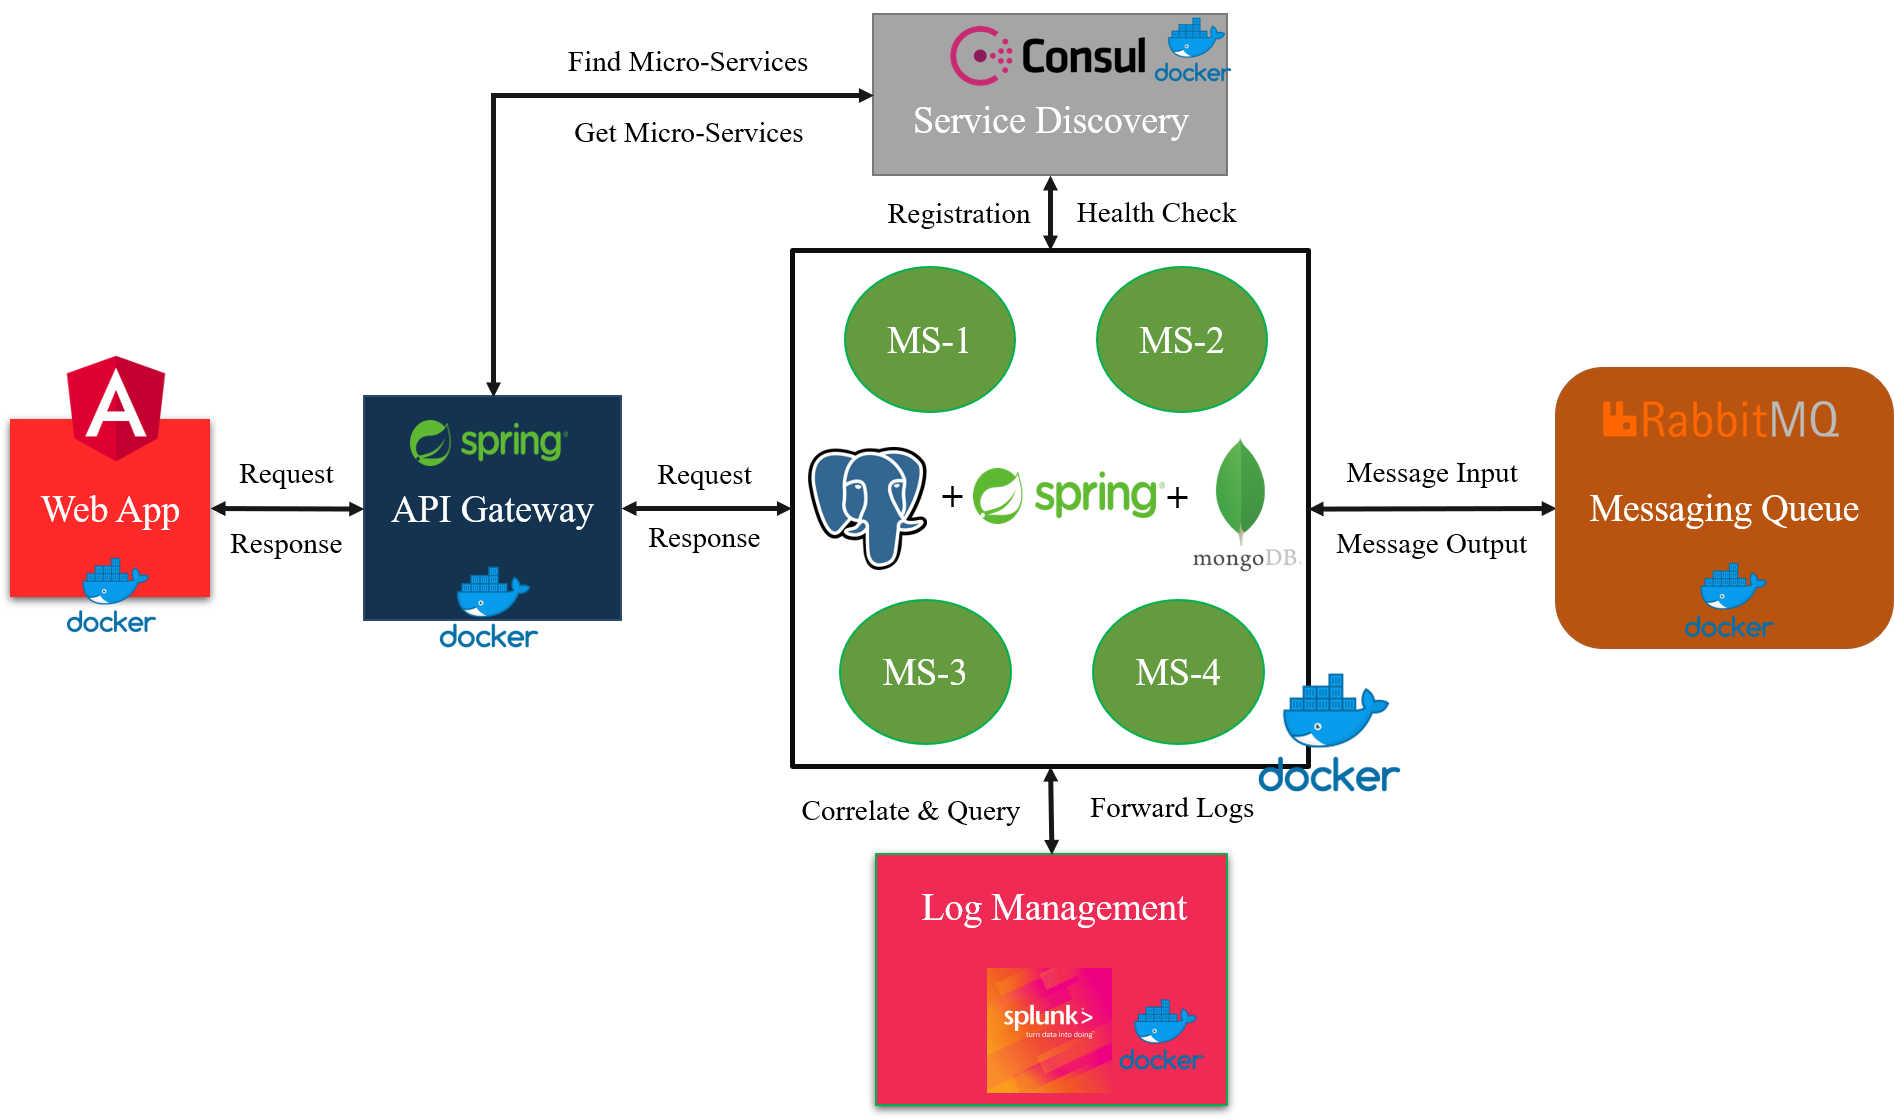 Consul
docker
Service Discovery
Find Micro-Services
Get Micro-Services
Registration
Health Check
MS-1
MS-2
A
Web App
docker
Request
Response
spring
API Gateway
docker
Request
Response
+
spring
+
mongoDB
Message Input
Message Output
RabbitMQ
Messaging Queue
docker
MS-3
MS-4
docker
Correlate & Query
Forward Logs
Log Management
splunk>
turn data into doing
docker